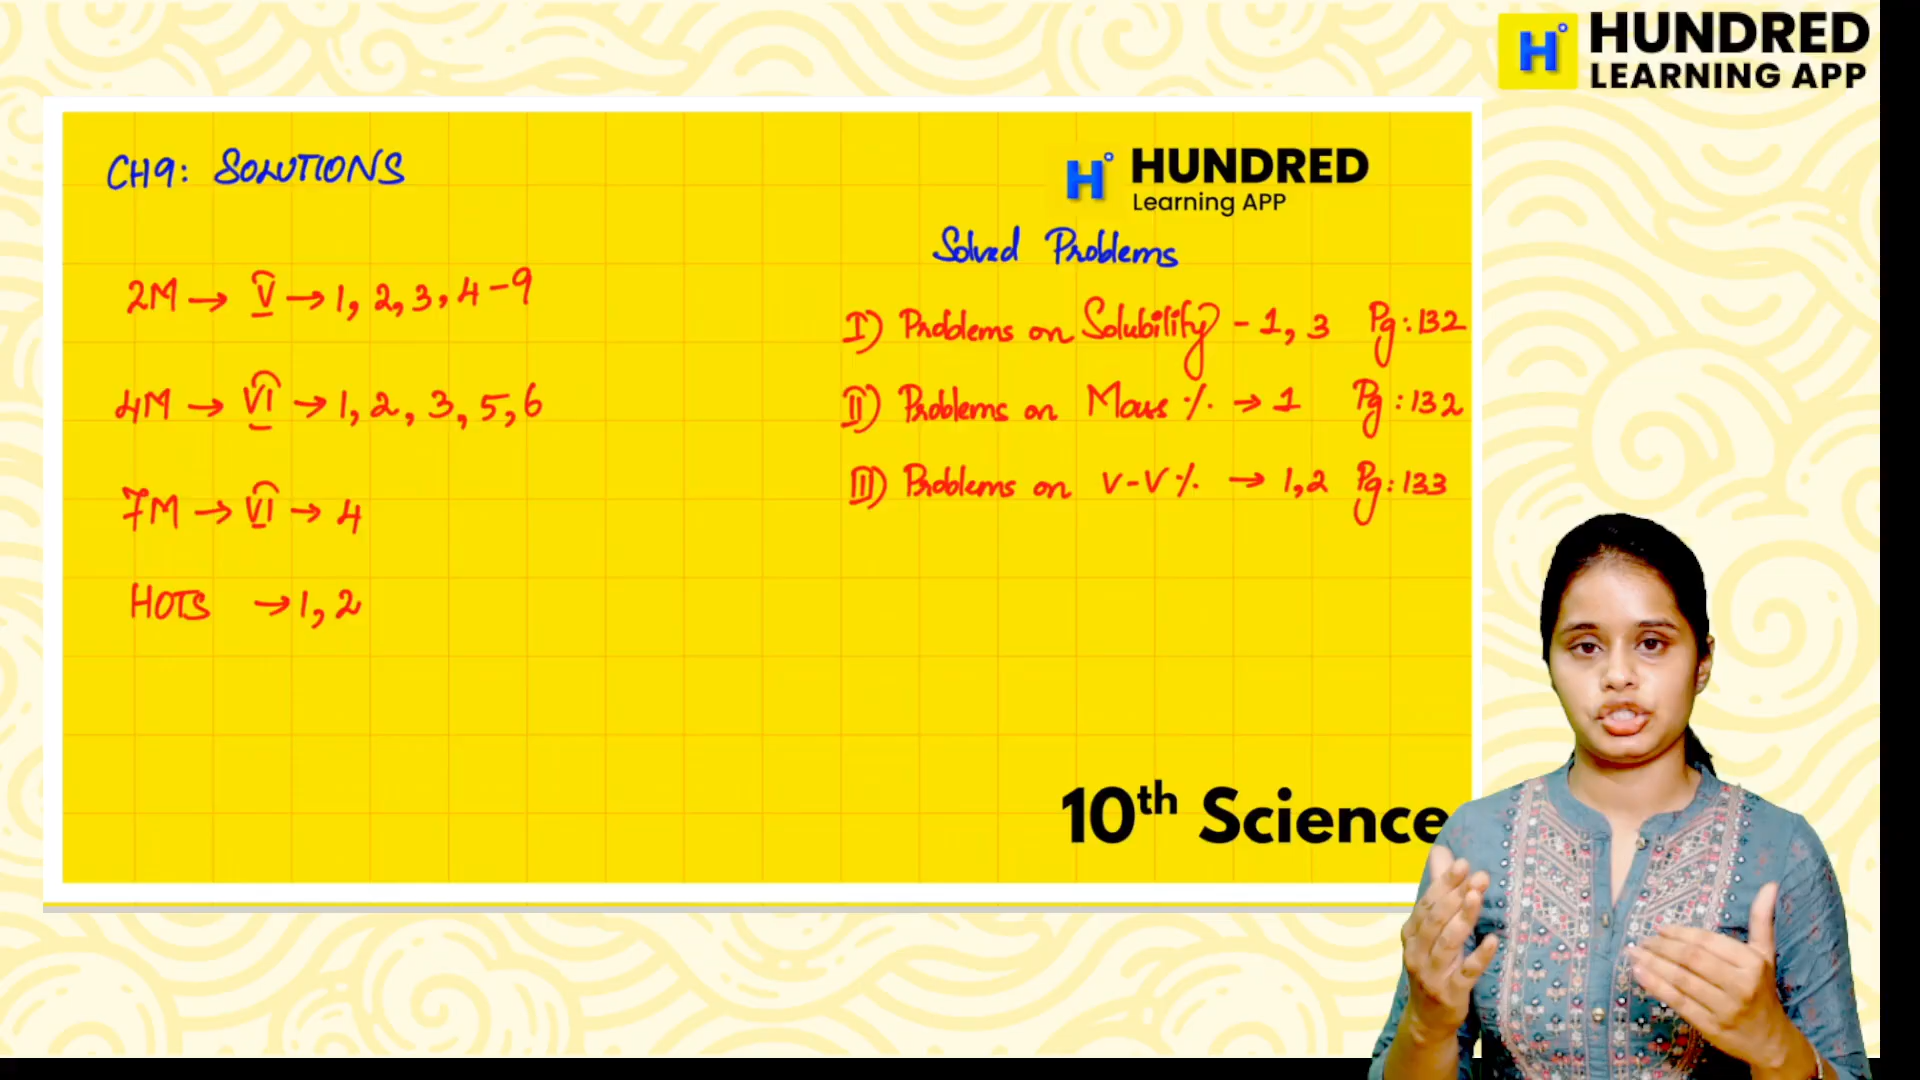 H° HUNDRED
LEARNING APP
CH9: SOLUTIONS
2M → V → 1, 2, 3, 4-9
4M → VI → 1, 2, 3, 5, 6
7M → VI → 4
HOTS → 1, 2
H° HUNDRED
Learning APP
Solved Problems
I) Problems on Solubility - 1, 3 Pg: 132
II) Problems on Mass % → 1 Pg: 132
III) Problems on V-V % → 1,2 Pg: 133
10th Science